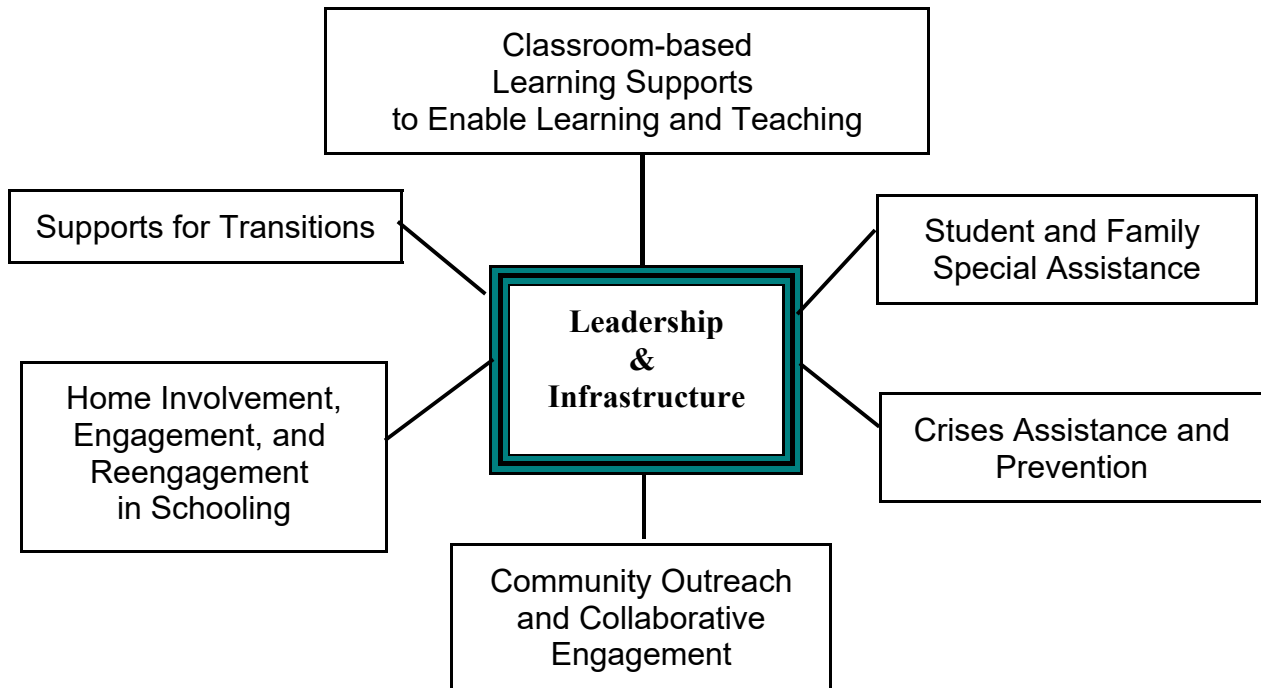 Classroom-based
Learning Supports
to Enable Learning and Teaching
Supports for Transitions
Student and Family
Special Assistance
Leadership
&
Infrastructure
Home Involvement,
Engagement, and
Reengagement
in Schooling
Crises Assistance and
Prevention
Community Outreach
and Collaborative
Engagement